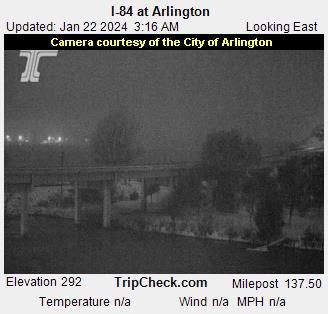 I-84 at Arlington
Updated: Jan 22 2024 3:16 AM Looking East
Camera courtesy of the City of Arlington
Elevation 292 TripCheck.com Milepost 137.50
Temperature n/a Wind n/a MPH n/a